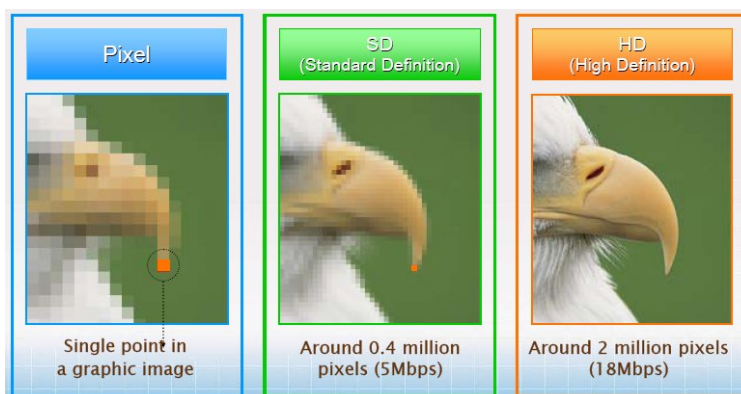 Pixel
SD
(Standard Definition)
HD
(High Definition)
Single point in
a graphic image
Around 0.4 million
pixels (5Mbps)
Around 2 million pixels
(18Mbps)